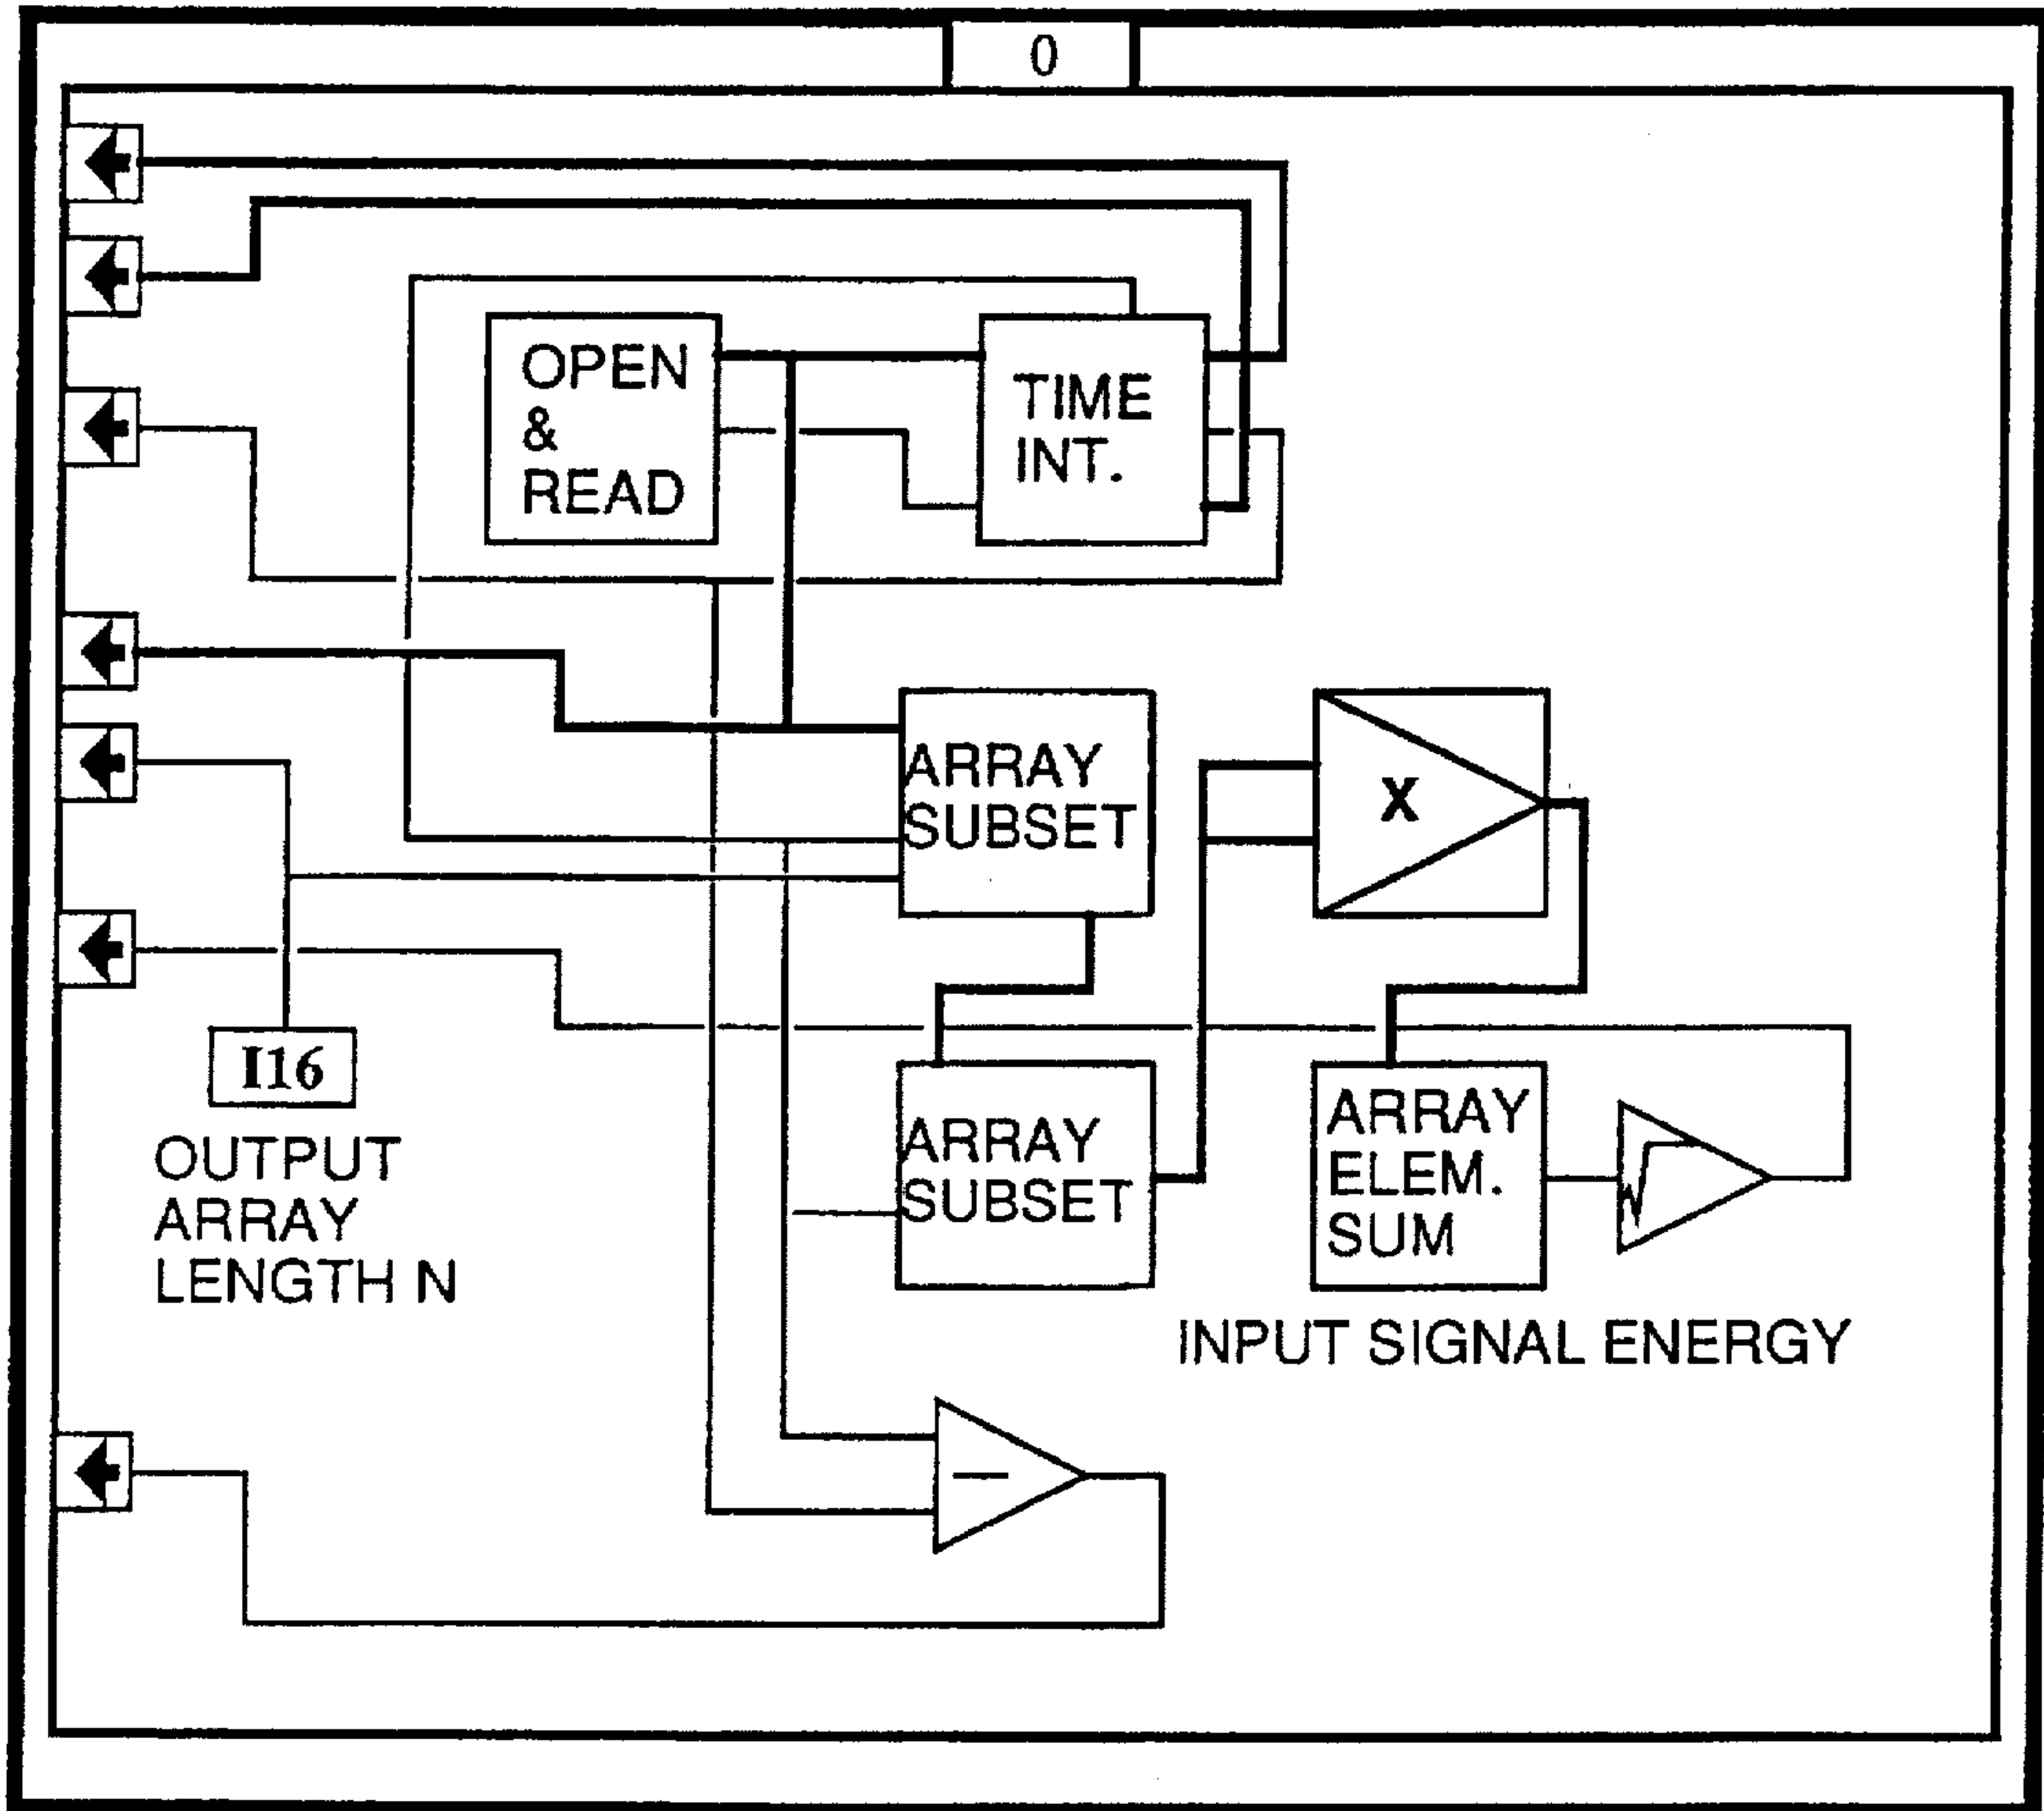 0
OPEN
&
READ
TIME
INT.
ARRAY
SUBSET
X
I16
OUTPUT
ARRAY
LENGTH N
ARRAY
SUBSET
ARRAY
ELEM.
SUM
√
INPUT SIGNAL ENERGY
—